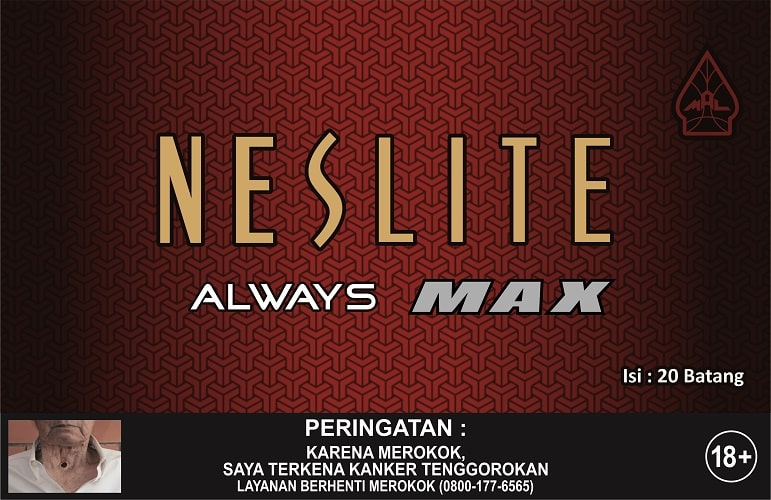 MAL
NESLITE
ALWAYS MAX
Isi : 20 Batang
PERINGATAN :
KARENA MEROKOK,
SAYA TERKENA KANKER TENGGOROKAN
LAYANAN BERHENTI MEROKOK (0800-177-6565)
18+